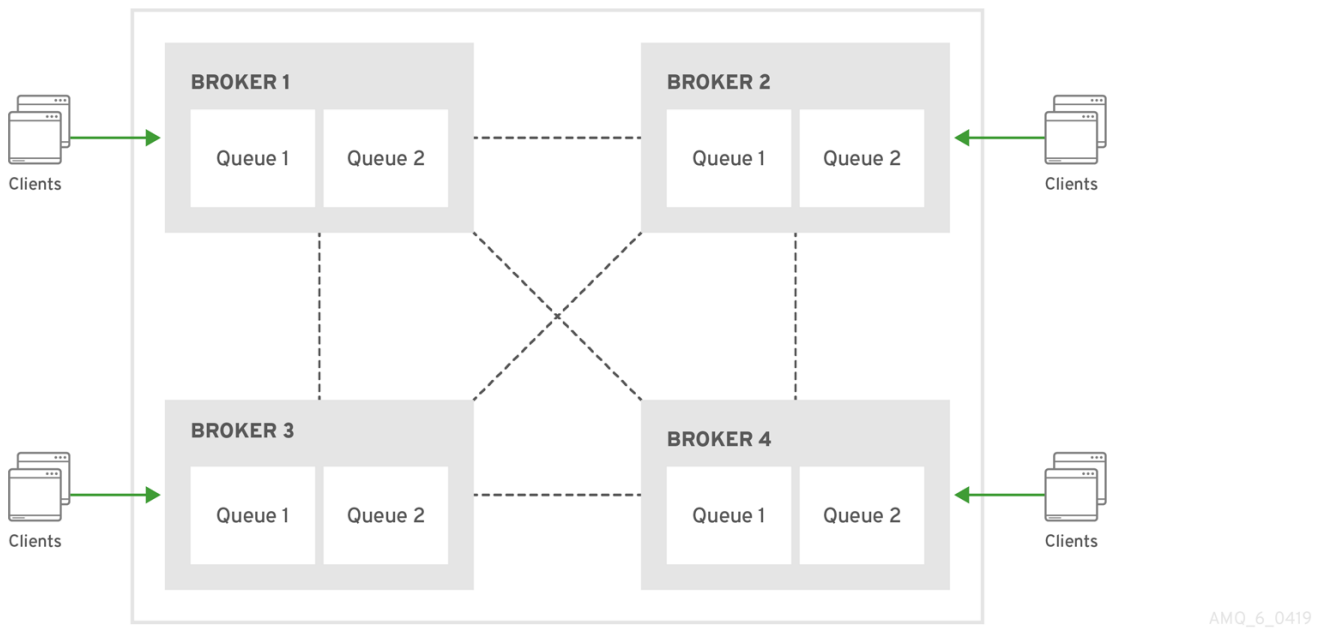 BROKER 1
BROKER 2
Queue 1
Queue 2
Queue 1
Queue 2
Clients
Clients
BROKER 3
BROKER 4
Queue 1
Queue 2
Queue 1
Queue 2
Clients
Clients
AMQ_6_0419